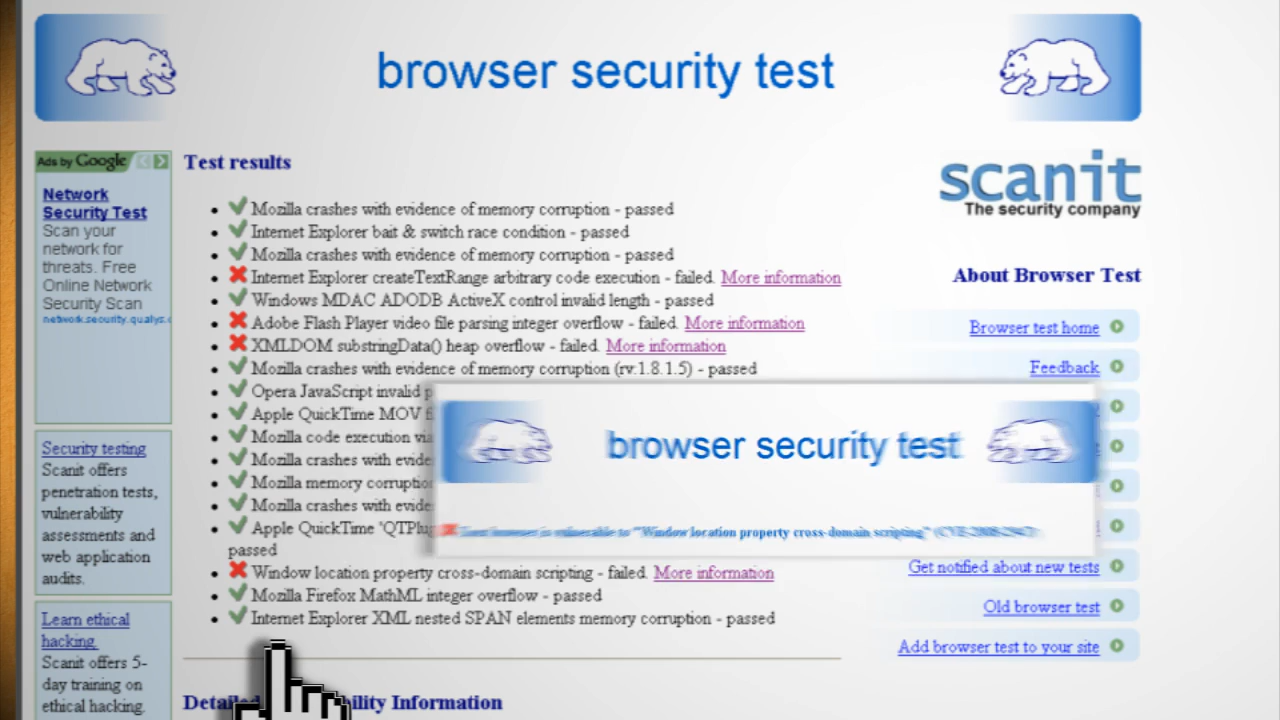 browser security test
Ads by Google
Network
Security Test
Scan your
network for
threats. Free
Online Network
Security Scan
network.security.qualys.c
Security testing
Scanit offers
penetration tests,
vulnerability
assessments and
web application
audits.
Learn ethical
hacking.
Scanit offers 5-
day training on
ethical hacking.
Test results
Mozilla crashes with evidence of memory corruption - passed
Internet Explorer bait & switch race condition - passed
Mozilla crashes with evidence of memory corruption - passed
Internet Explorer createTextRange arbitrary code execution - failed. More information
Windows MDAC ADODB ActiveX control invalid length - passed
Adobe Flash Player video file parsing integer overflow - failed. More information
XMLDOM substringData() heap overflow - failed. More information
Mozilla crashes with evidence of memory corruption (rv:1.8.1.5) - passed
Opera JavaScript invalid p
Apple QuickTime MOV f
Mozilla code execution via
Mozilla crashes with evide
Mozilla memory corruptio
Mozilla crashes with evide
Apple QuickTime 'QTPlug
passed
Window location property cross-domain scripting - failed. More information
Mozilla Firefox MathML integer overflow - passed
Internet Explorer XML nested SPAN elements memory corruption - passed
Detailed ility Information
browser security test
browser is vulnerable to "Window location property cross-domain scripting"
scanit
The security company
About Browser Test
Browser test home
Feedback
Get notified about new tests
Old browser test
Add browser test to your site